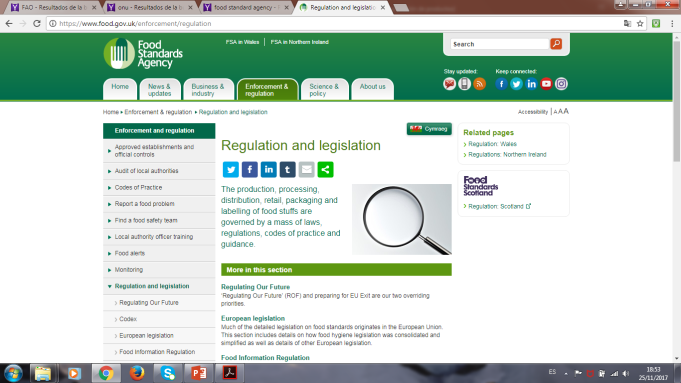 FAO - Resultados de la b
onu - Resultados de la b
food standard agency -
Regulation and legislatio
https://www.food.gov.uk/enforcement/regulation
Food
Standards
Agency
FSA in Wales
FSA in Northern Ireland
Search
Stay updated:
Keep connected:
Home
News &
updates
Business &
industry
Enforcement &
regulation
Science &
policy
About us
Home
Enforcement & regulation
Regulation and legislation
Accessibility
A A A
Enforcement and regulation
Approved establishments and
official controls
Audit of local authorities
Codes of Practice
Report a food problem
Find a food safety team
Local authority officer training
Food alerts
Monitoring
Regulation and legislation
Regulating Our Future
Codex
European legislation
Food Information Regulation
Cymraeg
Regulation and legislation
The production, processing,
distribution, retail, packaging and
labelling of food stuffs are
governed by a mass of laws,
regulations, codes of practice and
guidance.
More in this section
Regulating Our Future
'Regulating Our Future' (ROF) and preparing for EU Exit are our two overriding
priorities.
European legislation
Much of the detailed legislation on food standards originates in the European Union.
This section includes details on how food hygiene legislation was consolidated and
simplified as well as details of other European legislation.
Food Information Regulation
Related pages
Regulation: Wales
Regulations: Northern Ireland
Food
Standards
Scotland
Regulation: Scotland
ES
18:53
25/11/2017